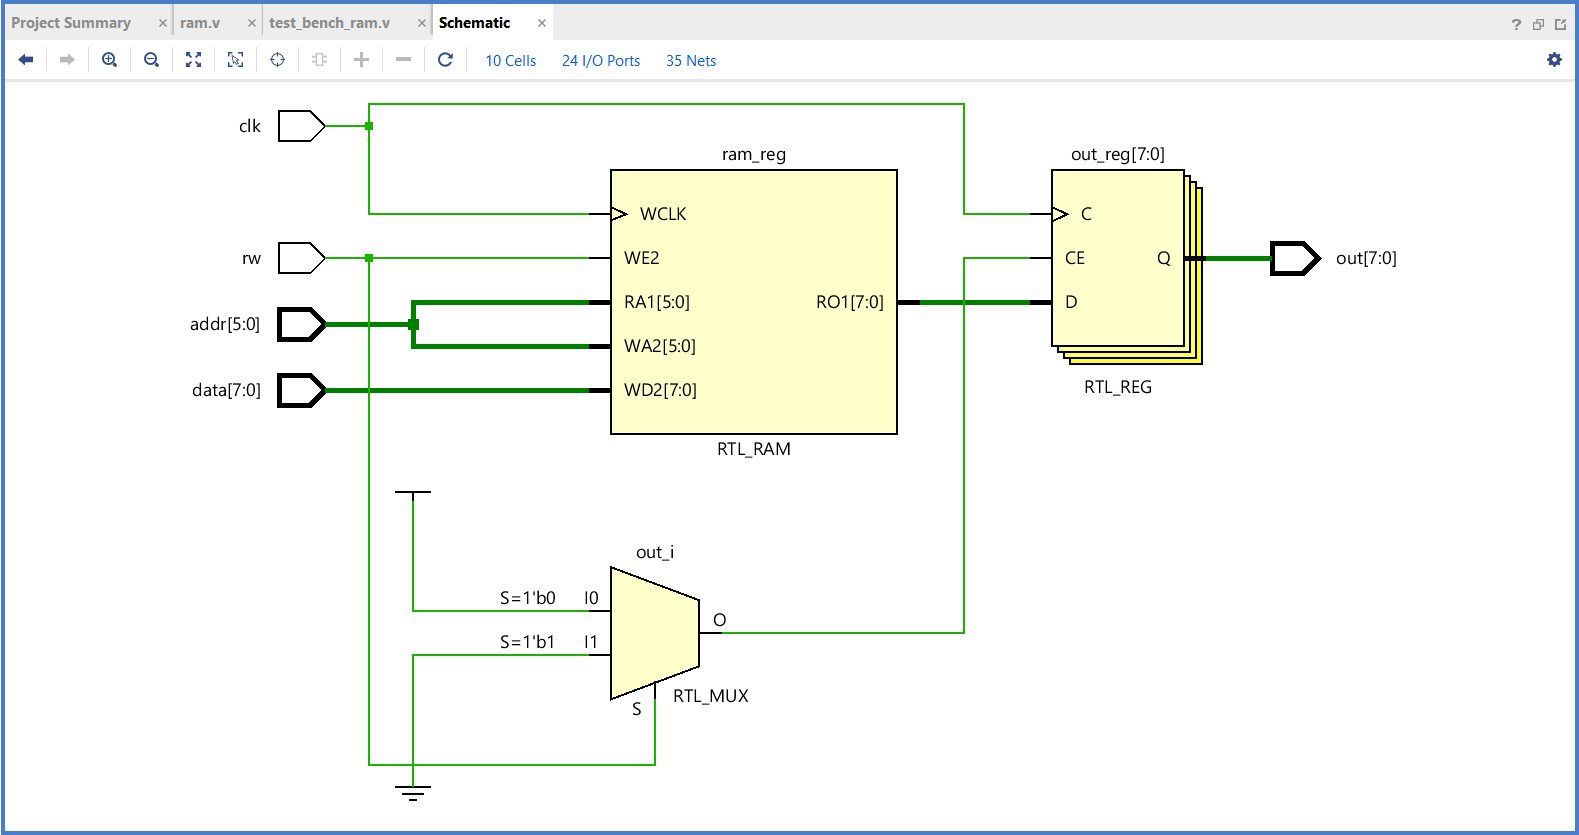 Project Summary × ram.v × test_bench_ram.v × Schematic ×
?
10 Cells 24 I/O Ports 35 Nets
clk
ram_reg
out_reg[7:0]
WCLK
C
rw
WE2
CE
Q
out[7:0]
addr[5:0]
RA1[5:0]
RO1[7:0]
D
WA2[5:0]
data[7:0]
WD2[7:0]
RTL_REG
RTL_RAM
out_i
S=1'b0 I0
O
S=1'b1 I1
S
RTL_MUX